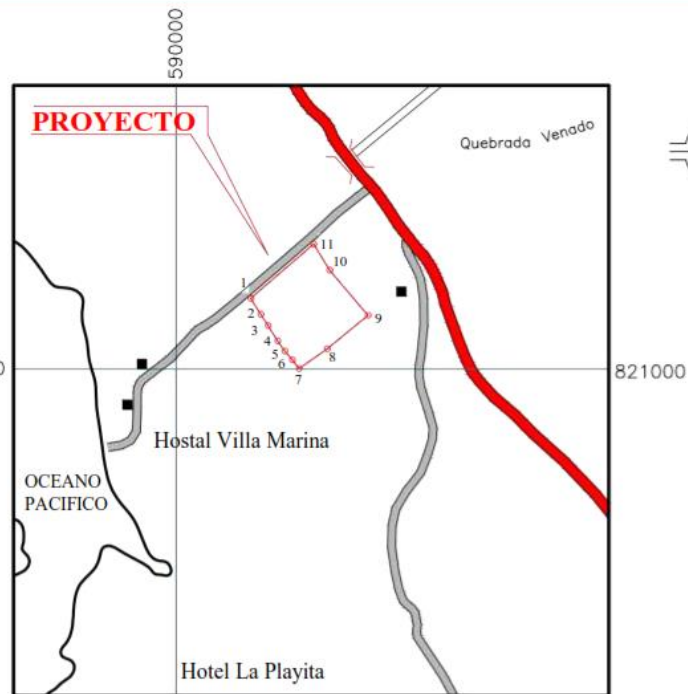 590000
PROYECTO
Quebrada Venado
11
10
1
2
3
4
5
6
7
8
9
821000
Hostal Villa Marina
OCEANO
PACIFICO
Hotel La Playita